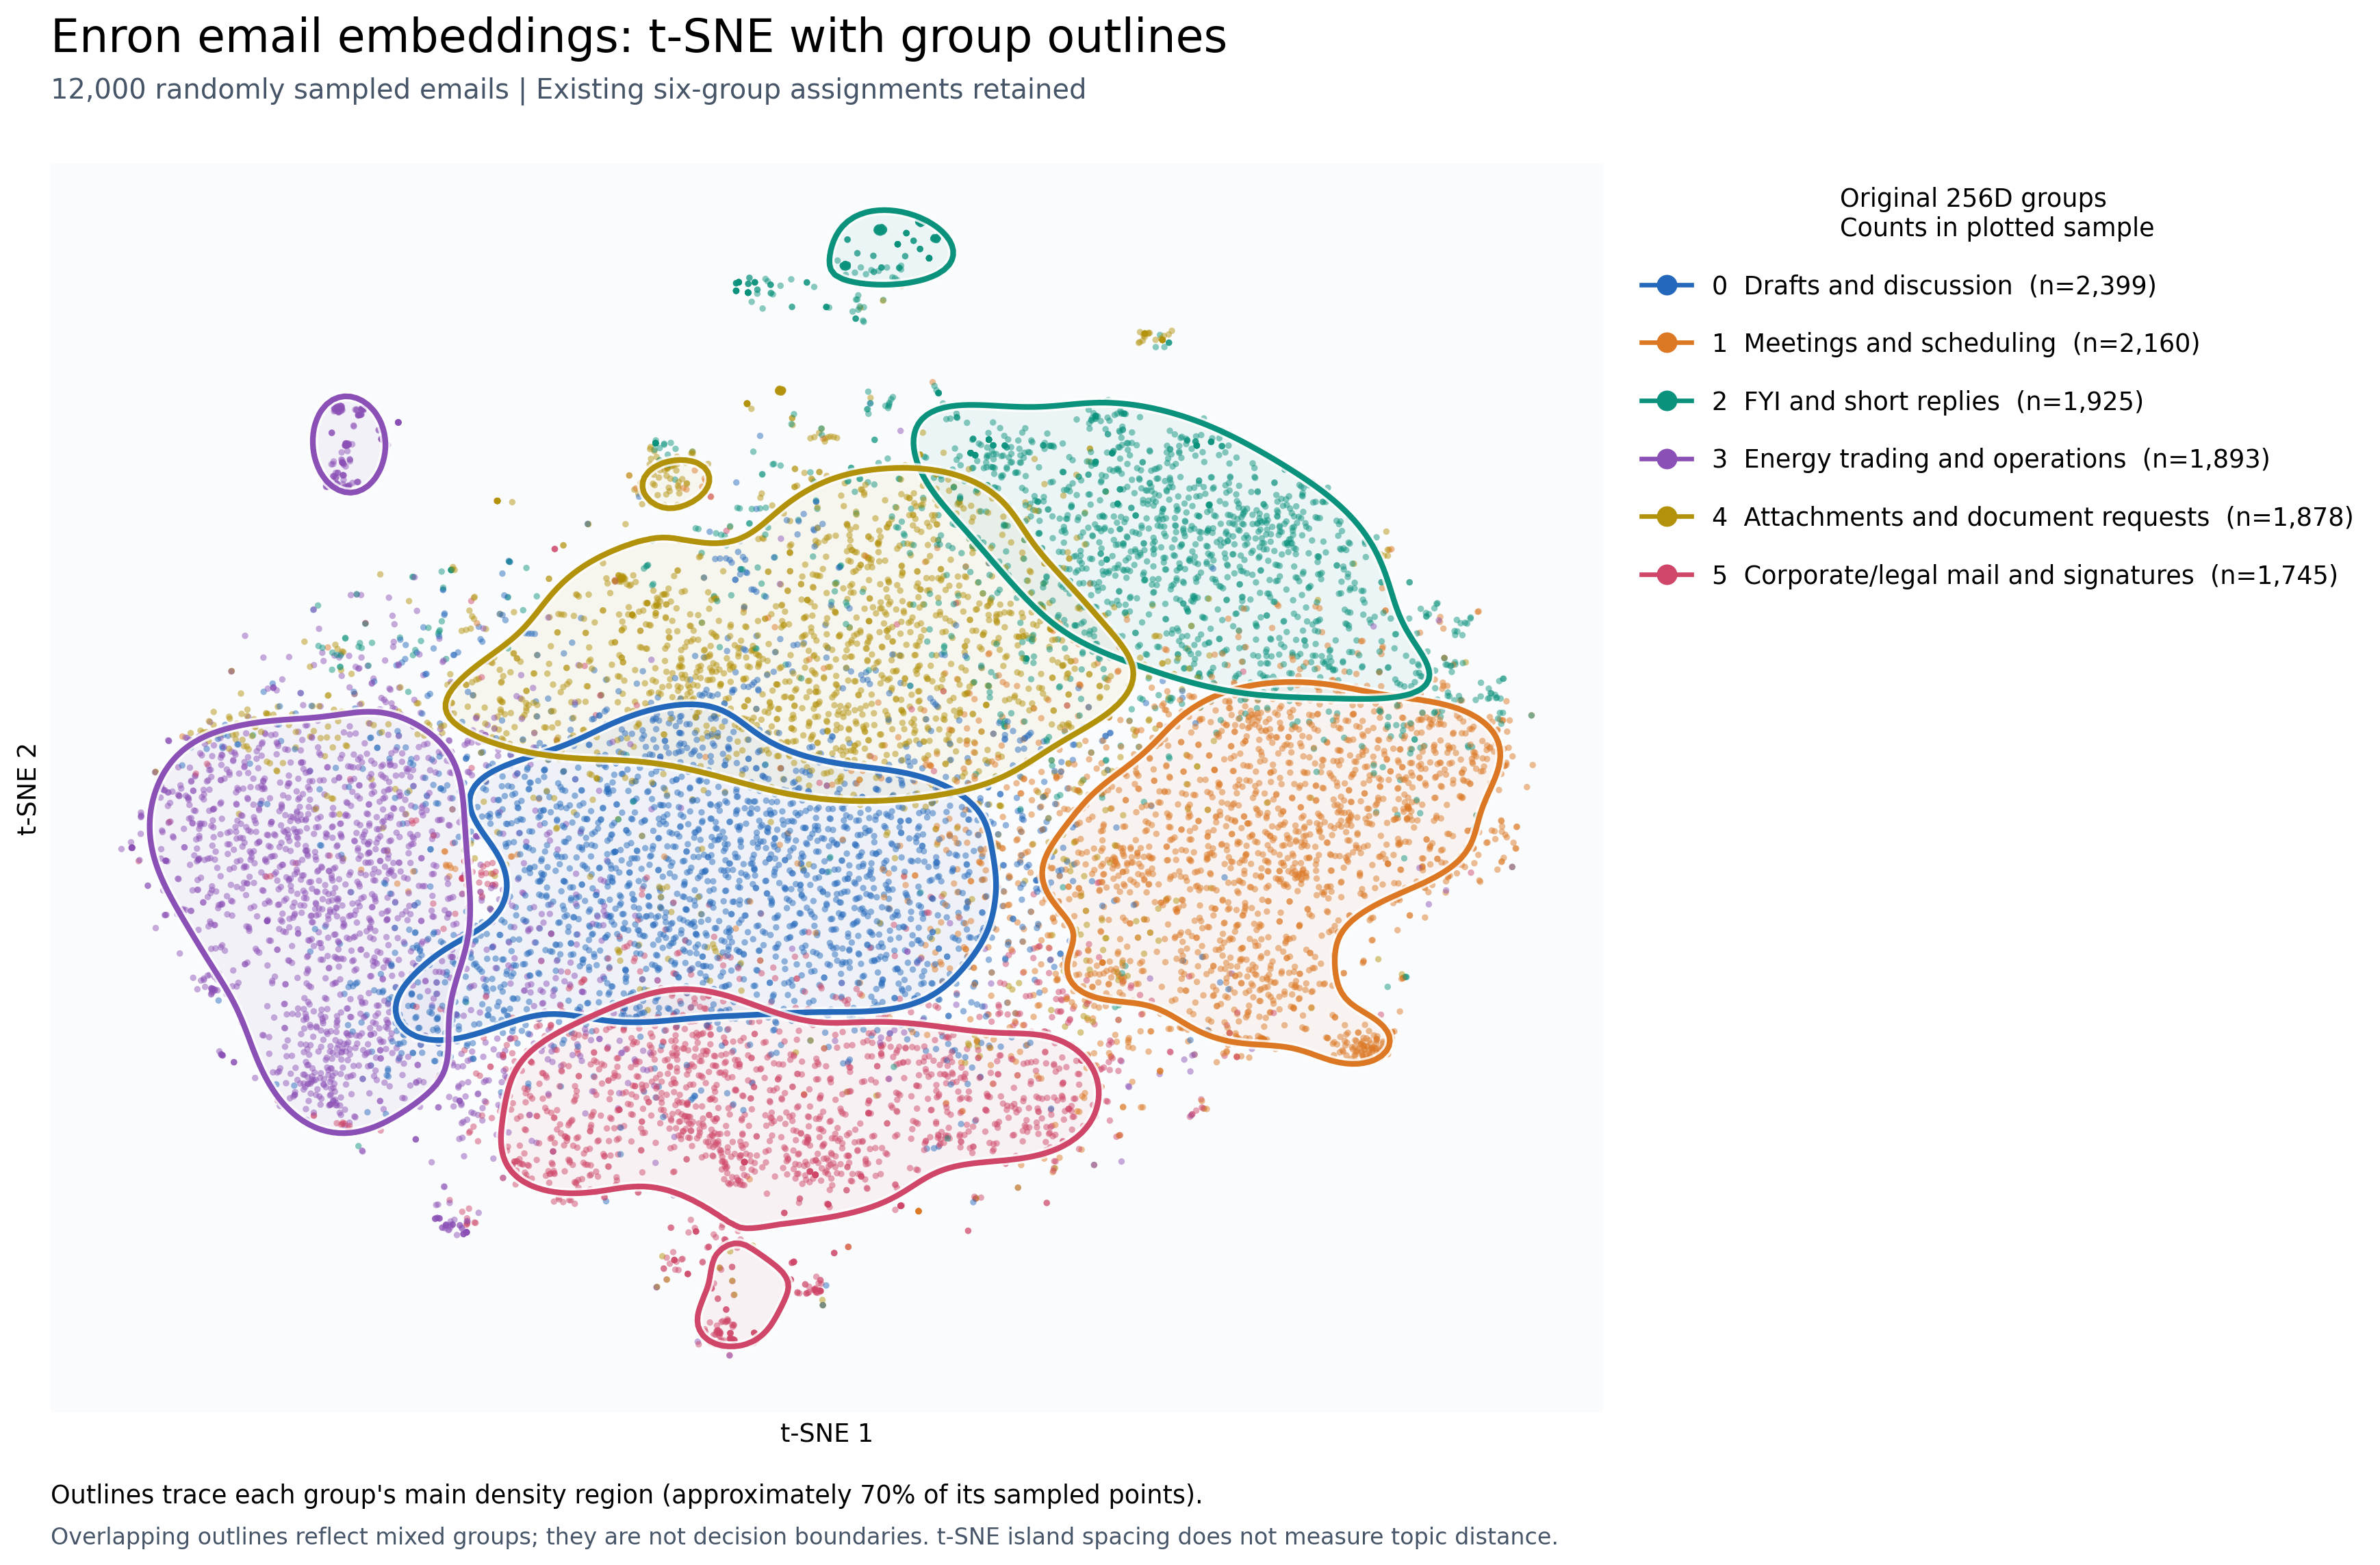 Enron email embeddings: t-SNE with group outlines
12,000 randomly sampled emails | Existing six-group assignments retained
Original 256D groups
Counts in plotted sample
0 Drafts and discussion (n=2,399)
1 Meetings and scheduling (n=2,160)
2 FYI and short replies (n=1,925)
3 Energy trading and operations (n=1,893)
4 Attachments and document requests (n=1,878)
5 Corporate/legal mail and signatures (n=1,745)
t-SNE 2
t-SNE 1
Outlines trace each group's main density region (approximately 70% of its sampled points).
Overlapping outlines reflect mixed groups; they are not decision boundaries. t-SNE island spacing does not measure topic distance.